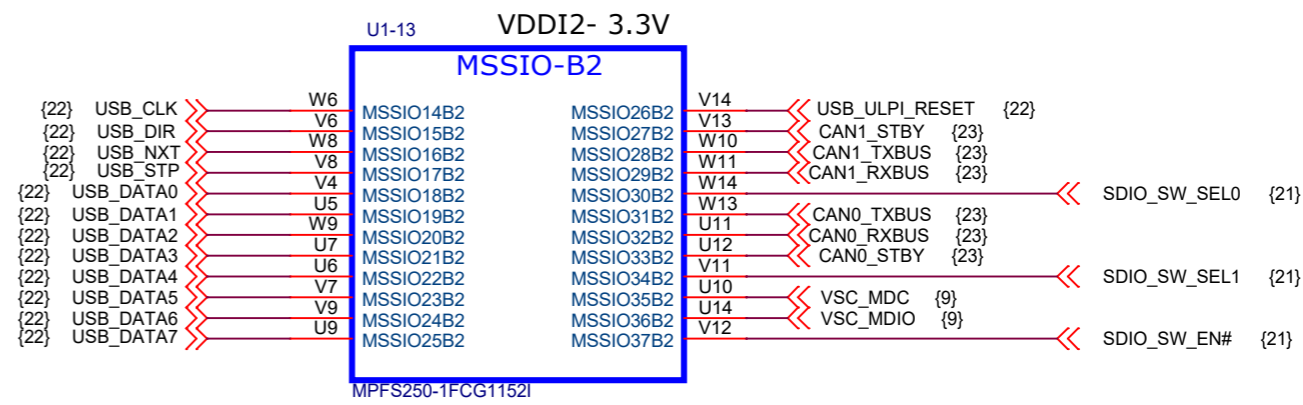 U1-13 VDDI2- 3.3V
MSSIO-B2
{22} USB_CLK W6 MSSIO14B2 MSSIO26B2 V14 USB_ULPI_RESET {22}
{22} USB_DIR V6 MSSIO15B2 MSSIO27B2 V13 CAN1_STBY {23}
{22} USB_NXT W8 MSSIO16B2 MSSIO28B2 W10 CAN1_TXBUS {23}
{22} USB_STP V8 MSSIO17B2 MSSIO29B2 W11 CAN1_RXBUS {23}
{22} USB_DATA0 V4 MSSIO18B2 MSSIO30B2 W14 SDIO_SW_SEL0 {21}
{22} USB_DATA1 U5 MSSIO19B2 MSSIO31B2 W13 CAN0_TXBUS {23}
{22} USB_DATA2 W9 MSSIO20B2 MSSIO32B2 U11 CAN0_RXBUS {23}
{22} USB_DATA3 U7 MSSIO21B2 MSSIO33B2 U12 CAN0_STBY {23}
{22} USB_DATA4 U6 MSSIO22B2 MSSIO34B2 V11 SDIO_SW_SEL1 {21}
{22} USB_DATA5 V7 MSSIO23B2 MSSIO35B2 U10 VSC_MDC {9}
{22} USB_DATA6 V9 MSSIO24B2 MSSIO36B2 U14 VSC_MDIO {9}
{22} USB_DATA7 U9 MSSIO25B2 MSSIO37B2 V12 SDIO_SW_EN# {21}
MPFS250-1FCG1152I